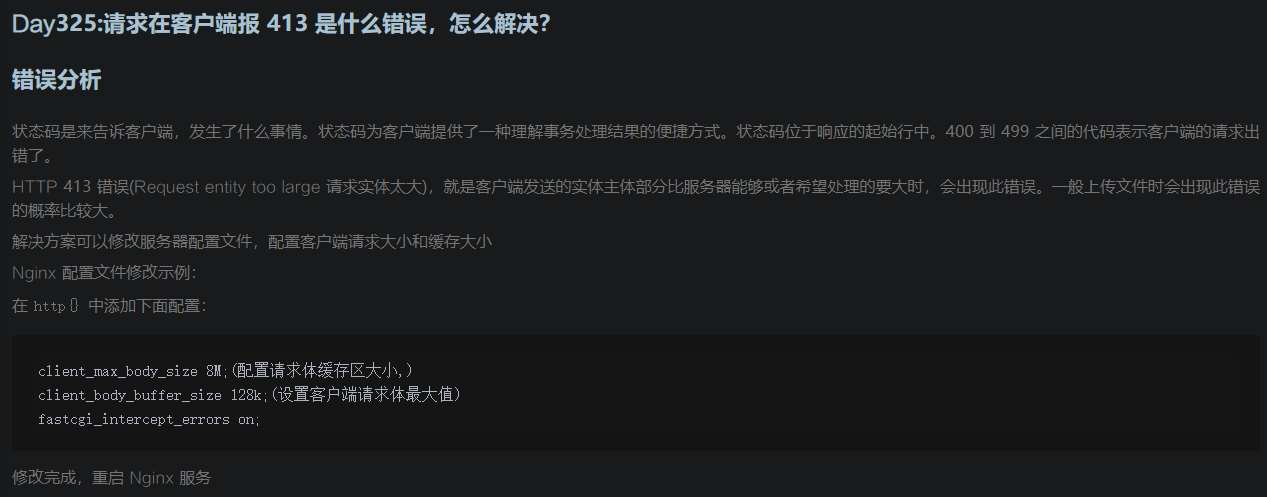 Day325:请求在客户端报 413 是什么错误，怎么解决？
错误分析
状态码是来告诉客户端，发生了什么事情。状态码为客户端提供了一种理解事务处理结果的便捷方式。状态码位于响应的起始行中。400 到 499 之间的代码表示客户端的请求出
错了。
HTTP 413 错误(Request entity too large 请求实体太大)，就是客户端发送的实体主体部分比服务器能够或者希望处理的要大时，会出现此错误。一般上传文件时会出现此错误
的概率比较大。
解决方案可以修改服务器配置文件，配置客户端请求大小和缓存大小
Nginx 配置文件修改示例：
在 http{} 中添加下面配置：
client_max_body_size 8M;(配置请求体缓存区大小,)
client_body_buffer_size 128k;(设置客户端请求体最大值)
fastcgi_intercept_errors on;
修改完成，重启 Nginx 服务